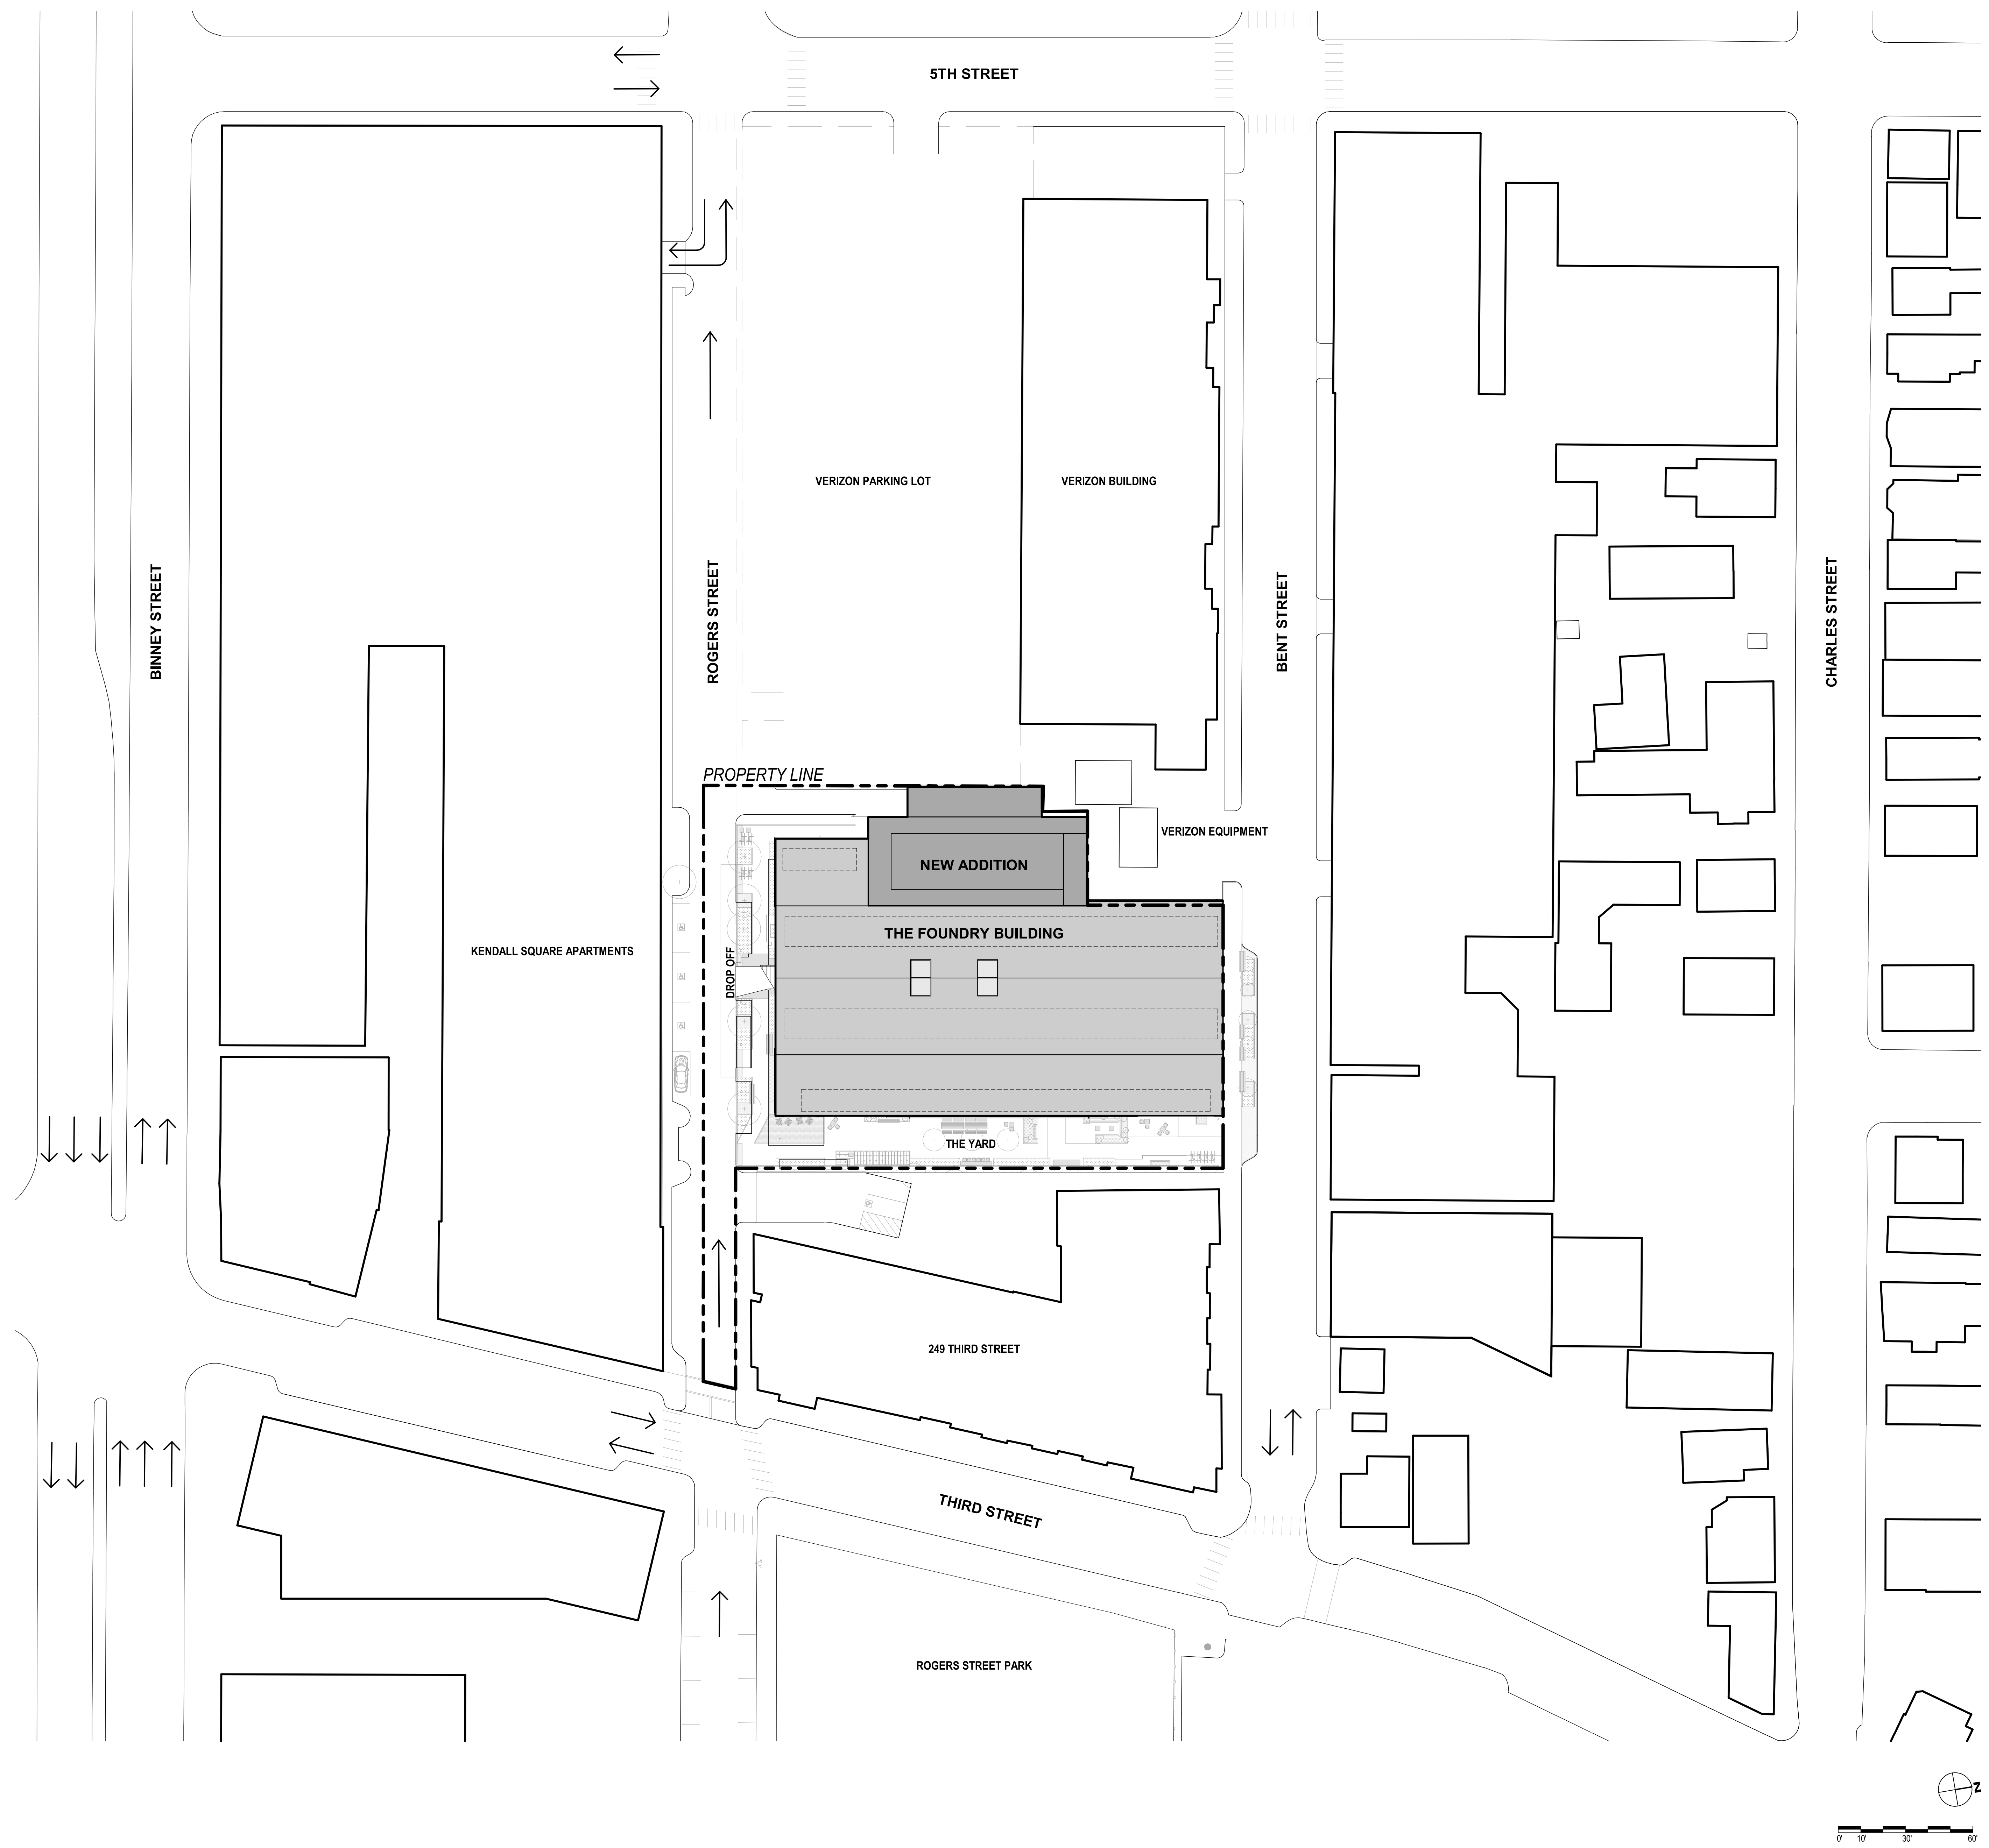 5TH STREET
VERIZON PARKING LOT
VERIZON BUILDING
BINNEY STREET
ROGERS STREET
BENT STREET
CHARLES STREET
PROPERTY LINE
VERIZON EQUIPMENT
NEW ADDITION
THE FOUNDRY BUILDING
KENDALL SQUARE APARTMENTS
DROP OFF
THE YARD
249 THIRD STREET
THIRD STREET
ROGERS STREET PARK
Z
0' 10' 30' 60'